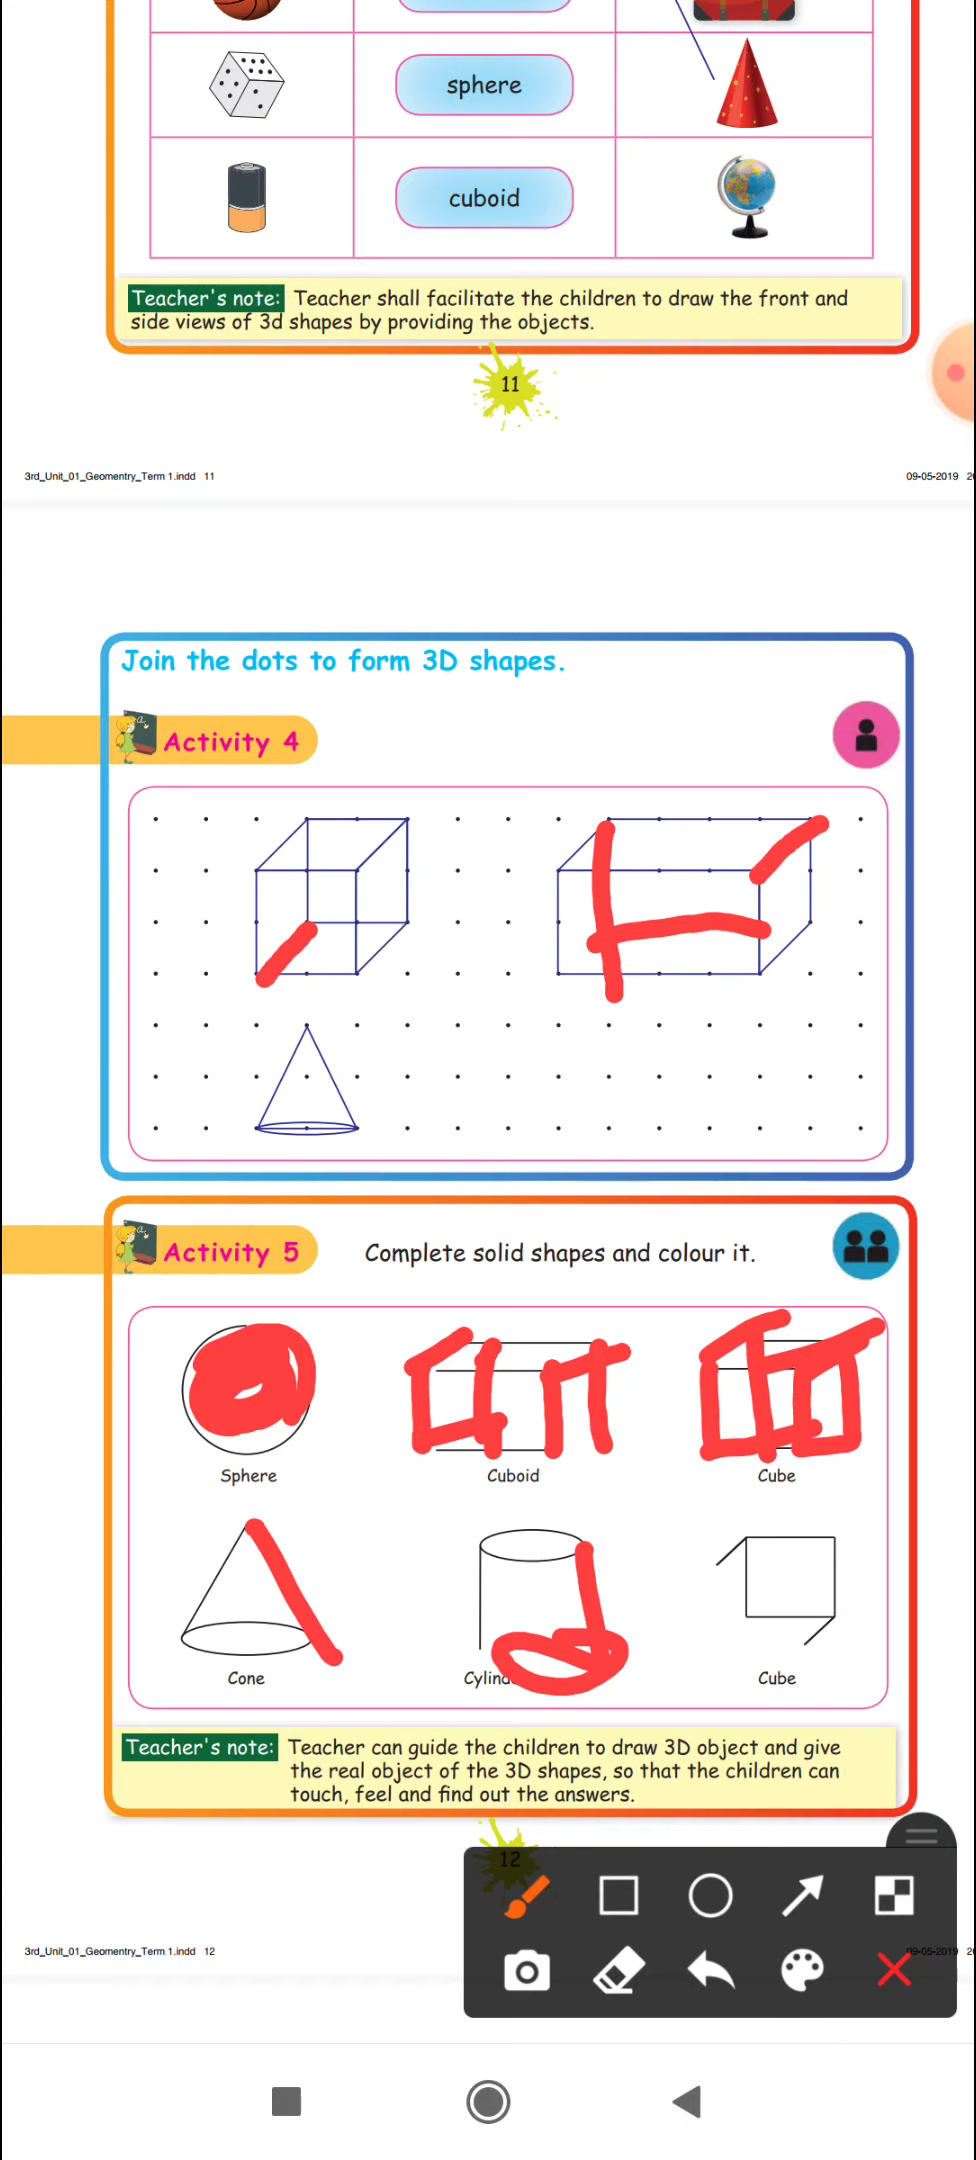 sphere
cuboid
Teacher's note: Teacher shall facilitate the children to draw the front and
side views of 3d shapes by providing the objects.
11
3rd_Unit_01_Geomentry_Term 1.indd 11
09-05-2019
Join the dots to form 3D shapes.
Activity 4
Activity 5 Complete solid shapes and colour it.
Sphere Cuboid Cube
Cone Cube
Teacher's note: Teacher can guide the children to draw 3D object and give
the real object of the 3D shapes, so that the children can
touch, feel and find out the answers.
12
3rd_Unit_01_Geomentry_Term 1.indd 12
09-05-2019